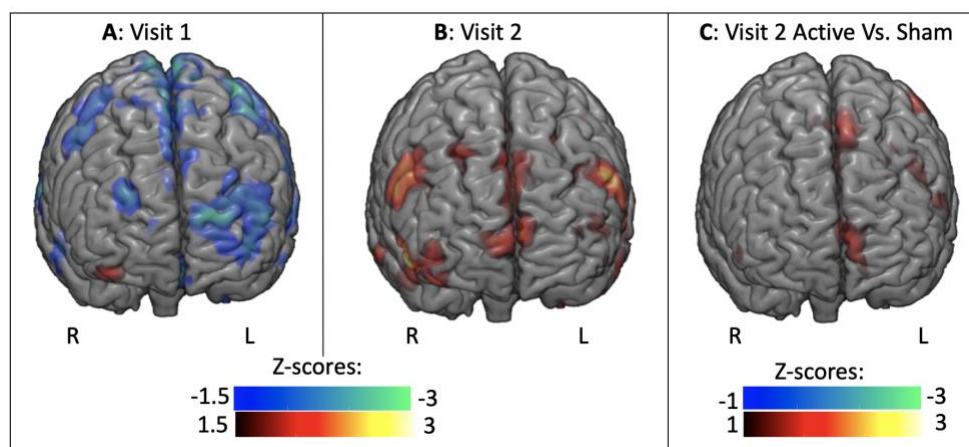 A: Visit 1
B: Visit 2
C: Visit 2 Active Vs. Sham
R L
R L
R L
Z-scores:
-1.5 -3
1.5 3
Z-scores:
-1 -3
1 3